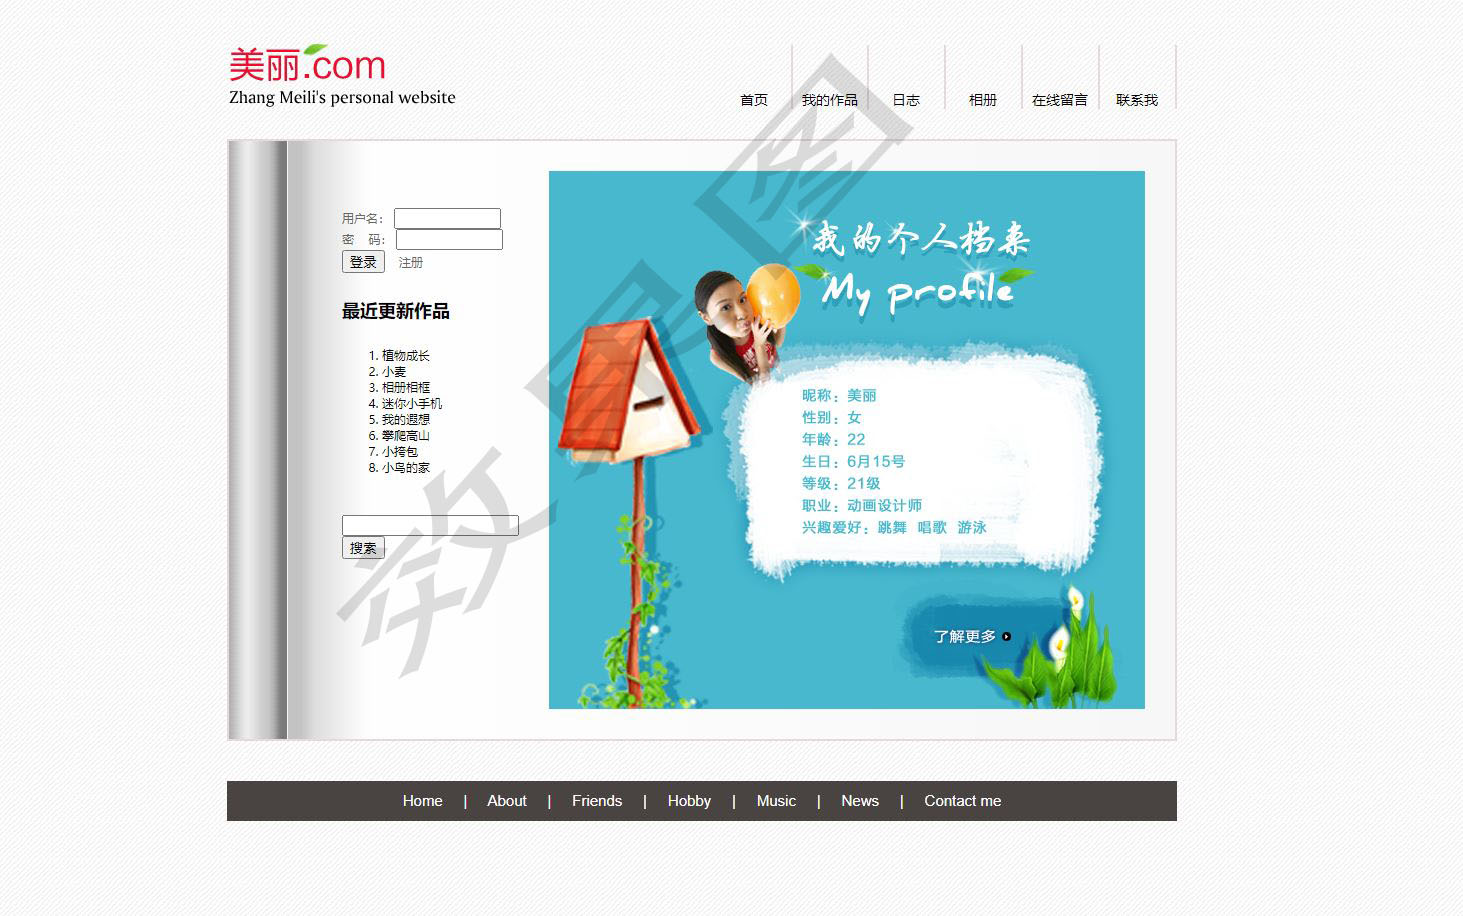 美丽.com
Zhang Meili's personal website
首页 我的作品 日志 相册 在线留言 联系我
用户名：
密 码：
登录 注册
最近更新作品
1. 植物成长
2. 小麦
3. 相册相框
4. 迷你小手机
5. 我的遐想
6. 攀爬高山
7. 小挎包
8. 小鸟的家
搜索
我的个人档案
My profile
昵称：美丽
性别：女
年龄：22
生日：6月15号
等级：21级
职业：动画设计师
兴趣爱好：跳舞 唱歌 游泳
了解更多
效果图
Home | About | Friends | Hobby | Music | News | Contact me